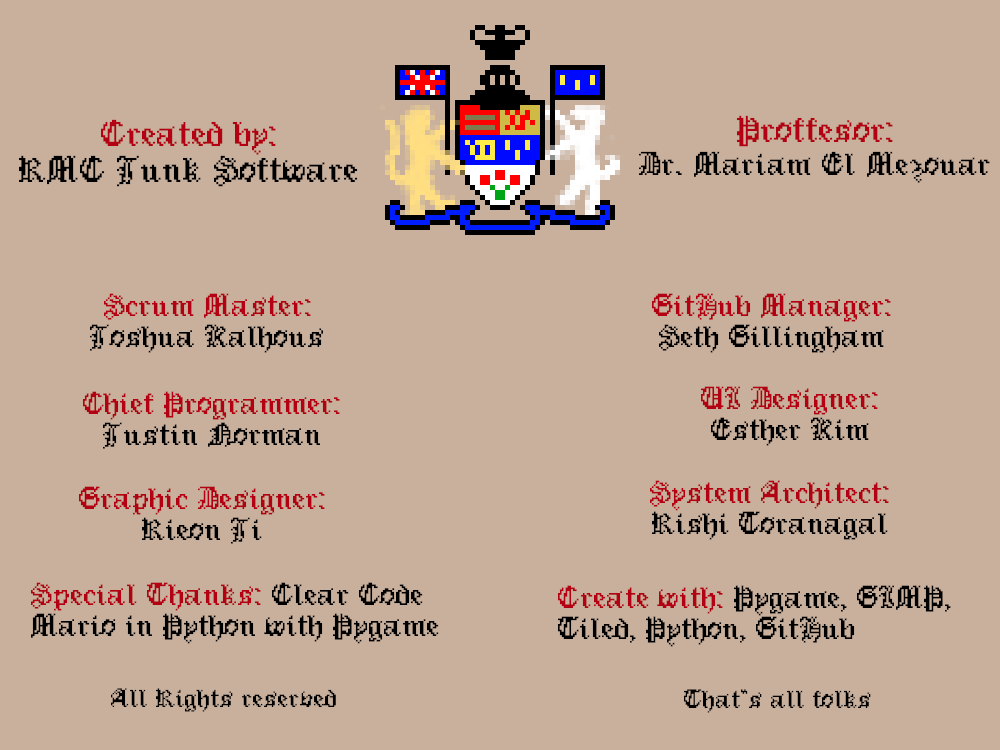 Created by:
RMC Junk Software
Proffesor:
Dr. Mariam El Mezouar
Scrum Master:
Joshua Kalhous
GitHub Manager:
Seth Gillingham
Chief Programmer:
Justin Norman
UI Designer:
Esther Kim
Graphic Designer:
Kieon Ji
System Architect:
Rishi Toranagal
Special Thanks: Clear Code
Mario in Python with Pygame
Create with: Pygame, GIMP,
Tiled, Python, GitHub
All Rights reserved
That"s all folks